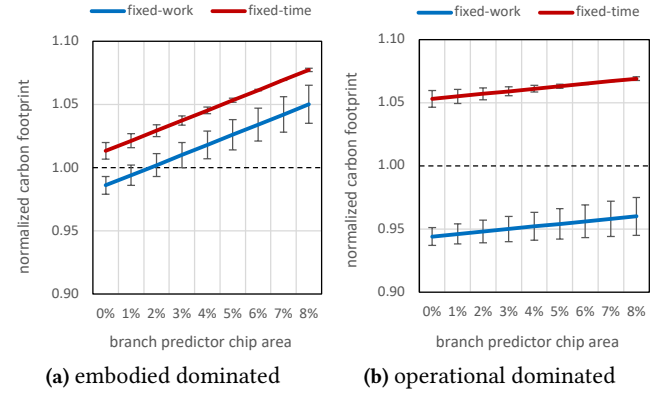 fixed-work fixed-time
normalized carbon footprint
1.10
1.05
1.00
0.95
0.90
0% 1% 2% 3% 4% 5% 6% 7% 8%
branch predictor chip area
(a) embodied dominated
fixed-work fixed-time
normalized carbon footprint
1.10
1.05
1.00
0.95
0.90
0% 1% 2% 3% 4% 5% 6% 7% 8%
branch predictor chip area
(b) operational dominated